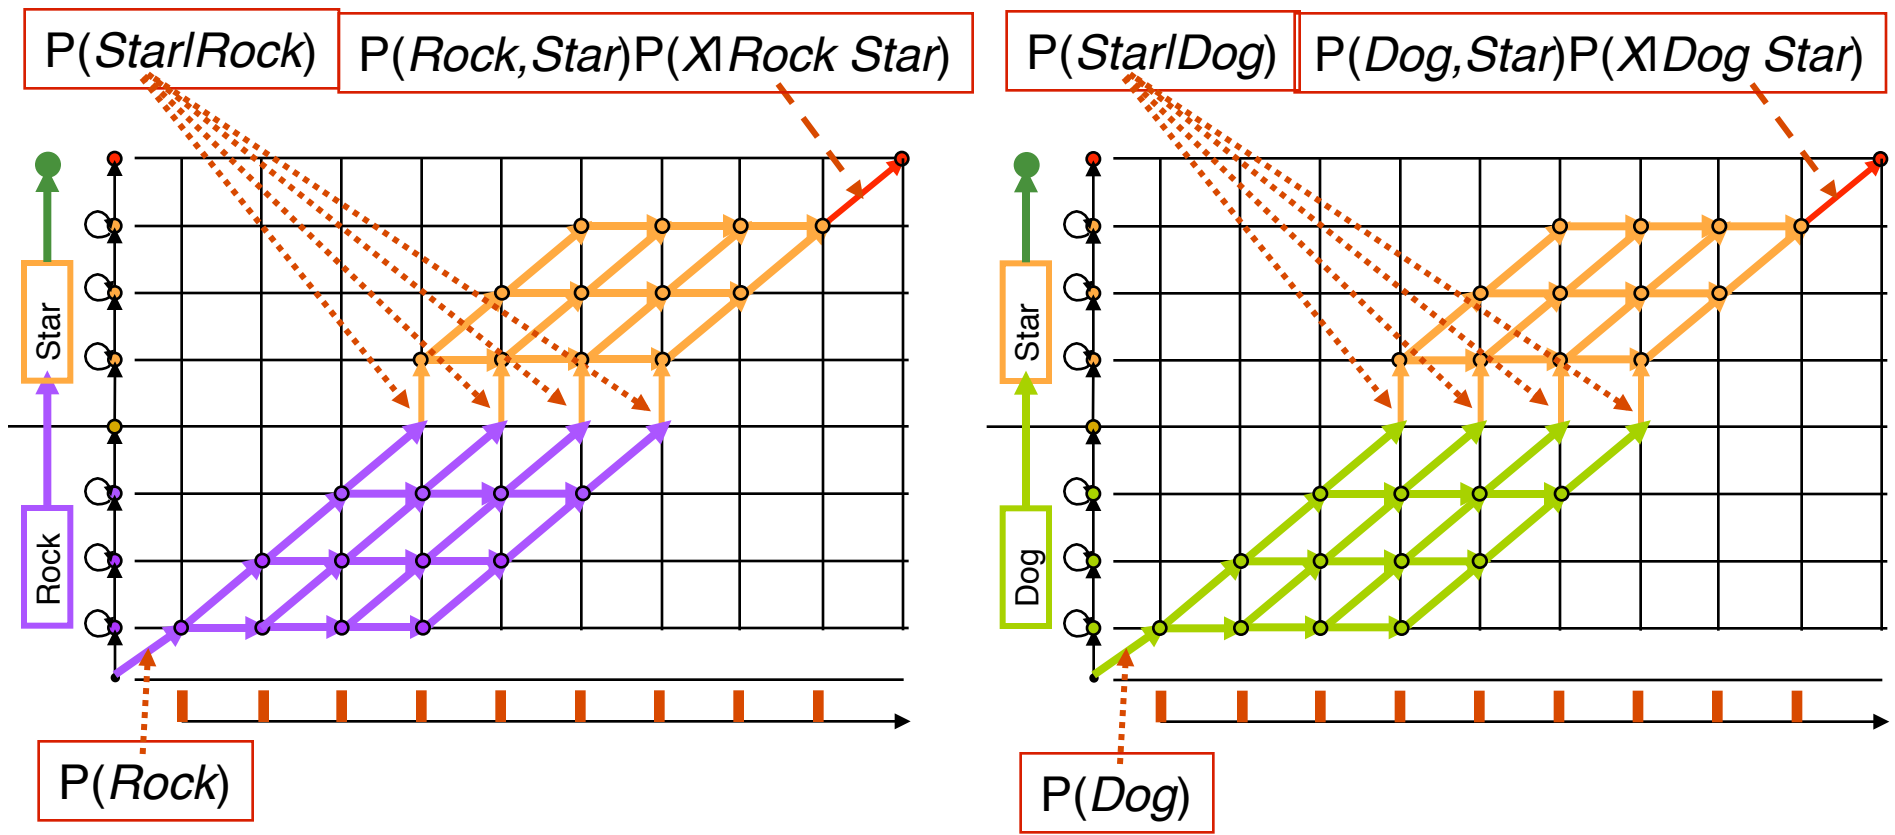 P(Star|Rock)
P(Rock,Star)P(X|Rock Star)
P(Star|Dog)
P(Dog,Star)P(X|Dog Star)
Star
Rock
Star
Dog
P(Rock)
P(Dog)